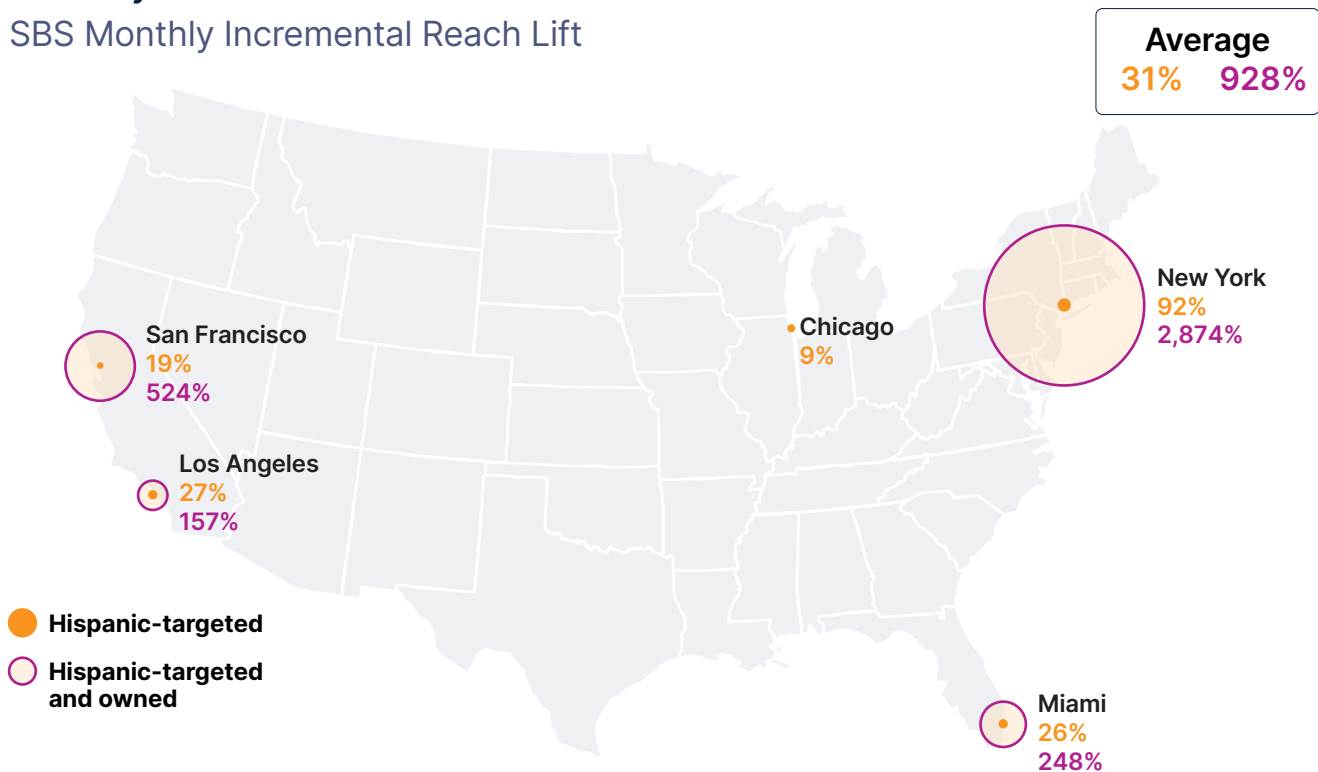 SBS Monthly Incremental Reach Lift
Average
31% 928%
New York
92%
2,874%
San Francisco
19%
524%
Chicago
9%
Los Angeles
27%
157%
Hispanic-targeted
Hispanic-targeted
and owned
Miami
26%
248%